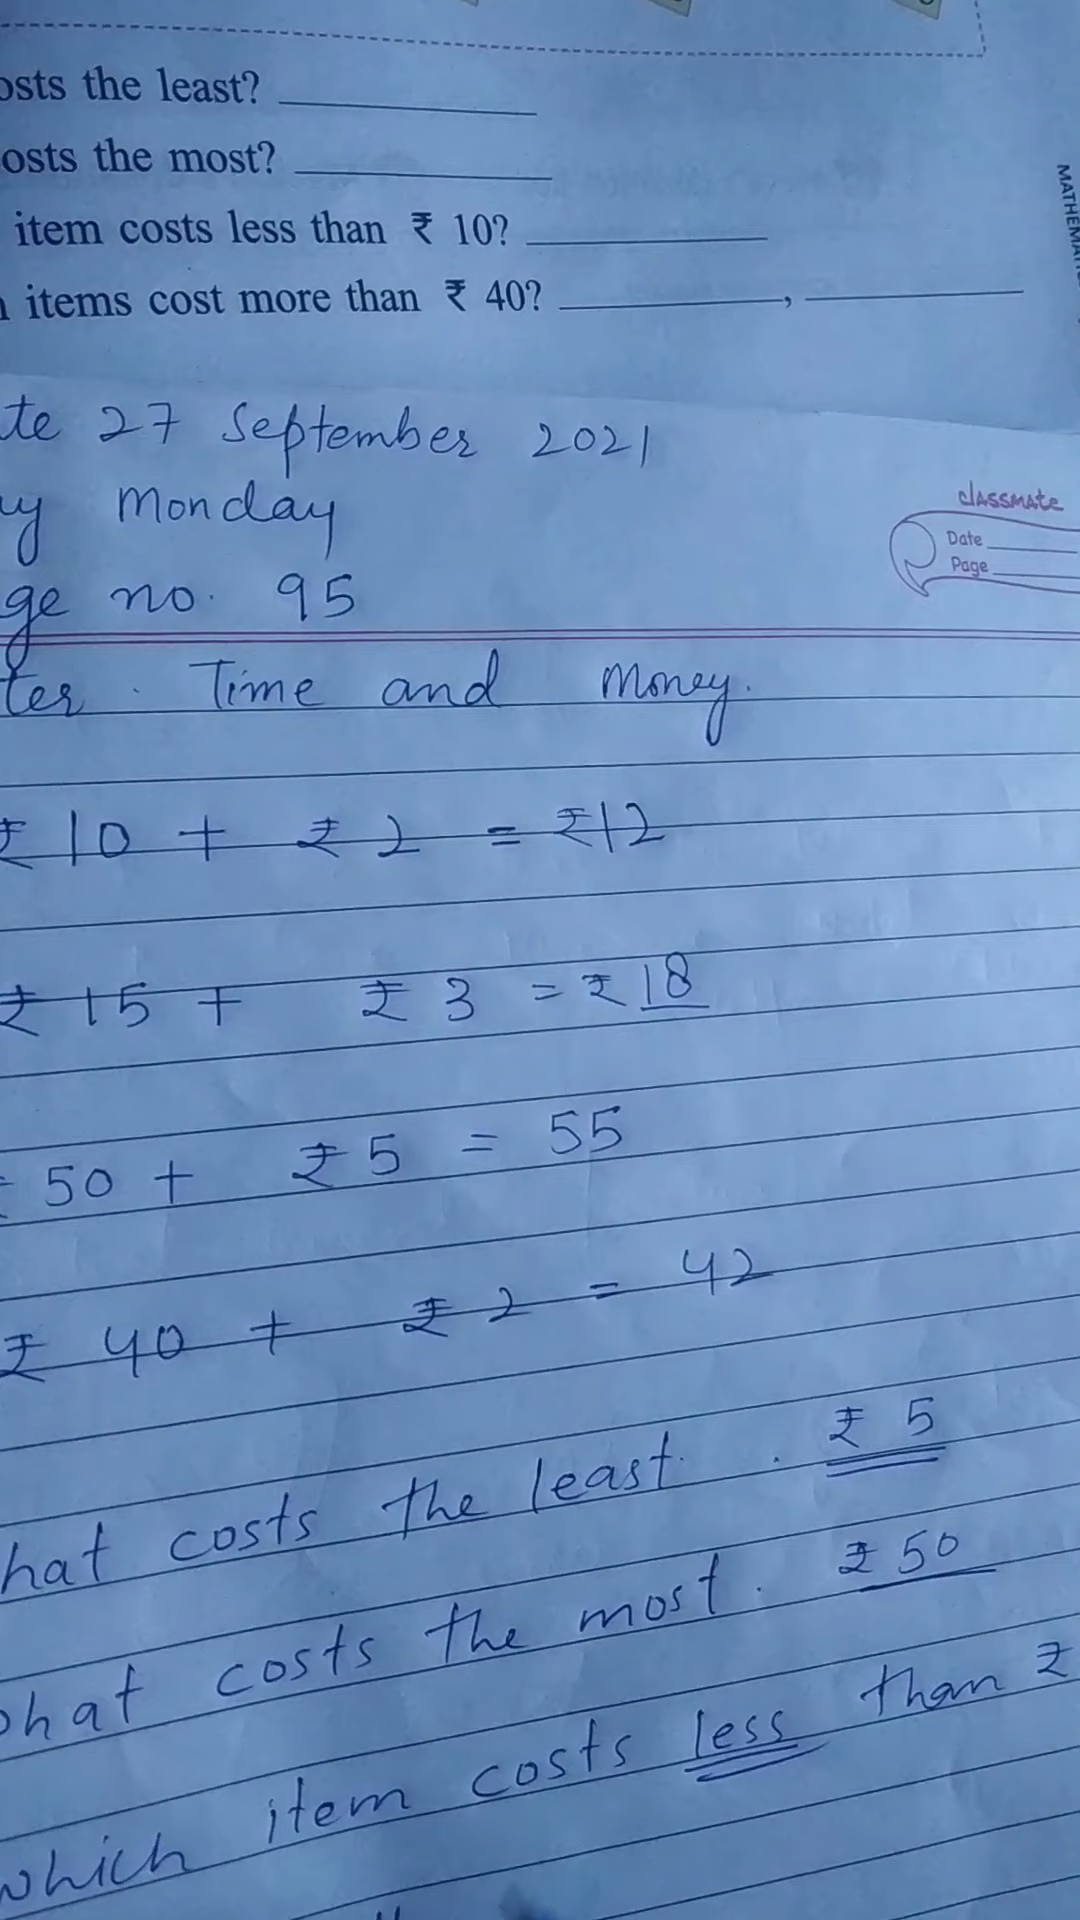 osts the least?
osts the most?
item costs less than ₹ 10?
items cost more than ₹ 40? ,
MATHEMAT
te 27 September 2021
ay Monday
classmate
Date
Page
ge no. 95
ter. Time and Money.
₹ 10 + ₹ 2 = ₹12
₹ 15 + ₹ 3 = ₹ 18
₹ 50 + ₹ 5 = 55
₹ 40 + ₹ 2 = 42
hat costs the least. ₹ 5
what costs the most. ₹ 50
which item costs less than ₹